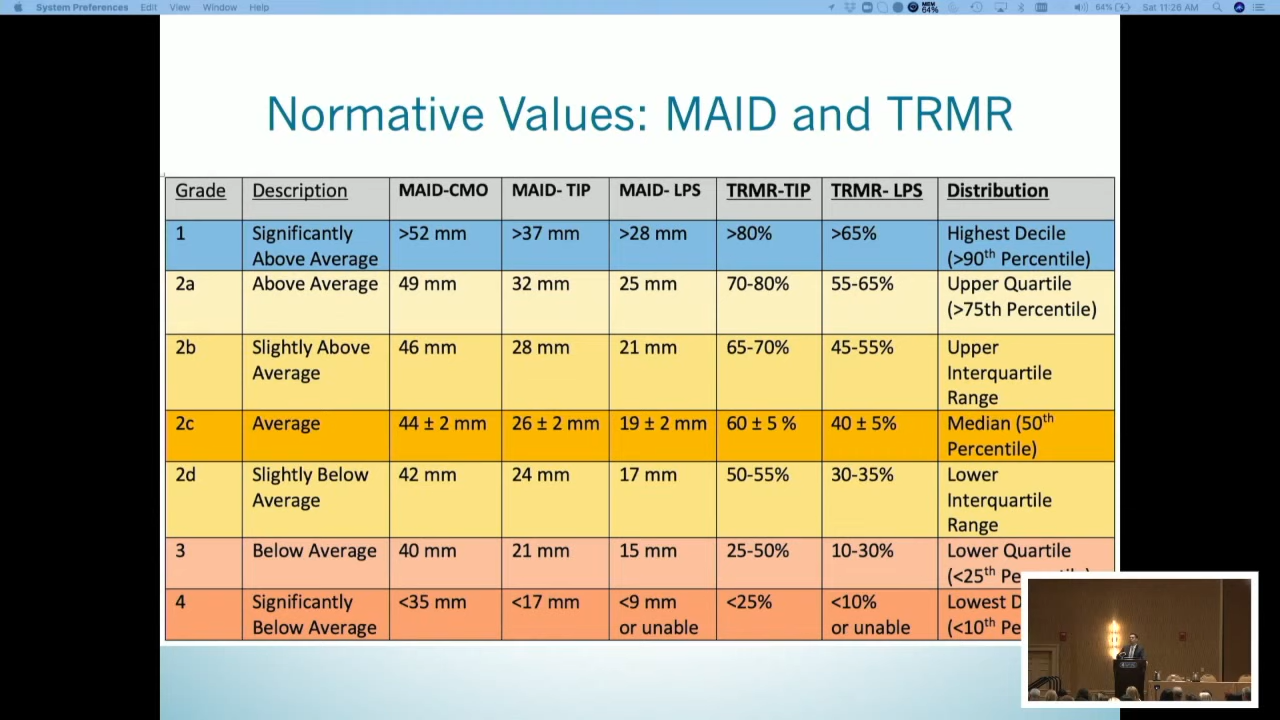 System Preferences Edit View Window Help
MEM
64%
64%
Sat 11:26 AM
Normative Values: MAID and TRMR
Grade Description MAID-CMO MAID- TIP MAID- LPS TRMR-TIP TRMR- LPS Distribution
1 Significantly >52 mm >37 mm >28 mm >80% >65% Highest Decile
Above Average (>90th Percentile)
2a Above Average 49 mm 32 mm 25 mm 70-80% 55-65% Upper Quartile
(>75th Percentile)
2b Slightly Above 46 mm 28 mm 21 mm 65-70% 45-55% Upper
Average Interquartile
Range
2c Average 44 ± 2 mm 26 ± 2 mm 19 ± 2 mm 60 ± 5 % 40 ± 5% Median (50th
Percentile)
2d Slightly Below 42 mm 24 mm 17 mm 50-55% 30-35% Lower
Average Interquartile
Range
3 Below Average 40 mm 21 mm 15 mm 25-50% 10-30% Lower Quartile
(<25th Pe
4 Significantly <35 mm <17 mm <9 mm <25% <10% Lowest D
Below Average or unable or unable (<10th Pe